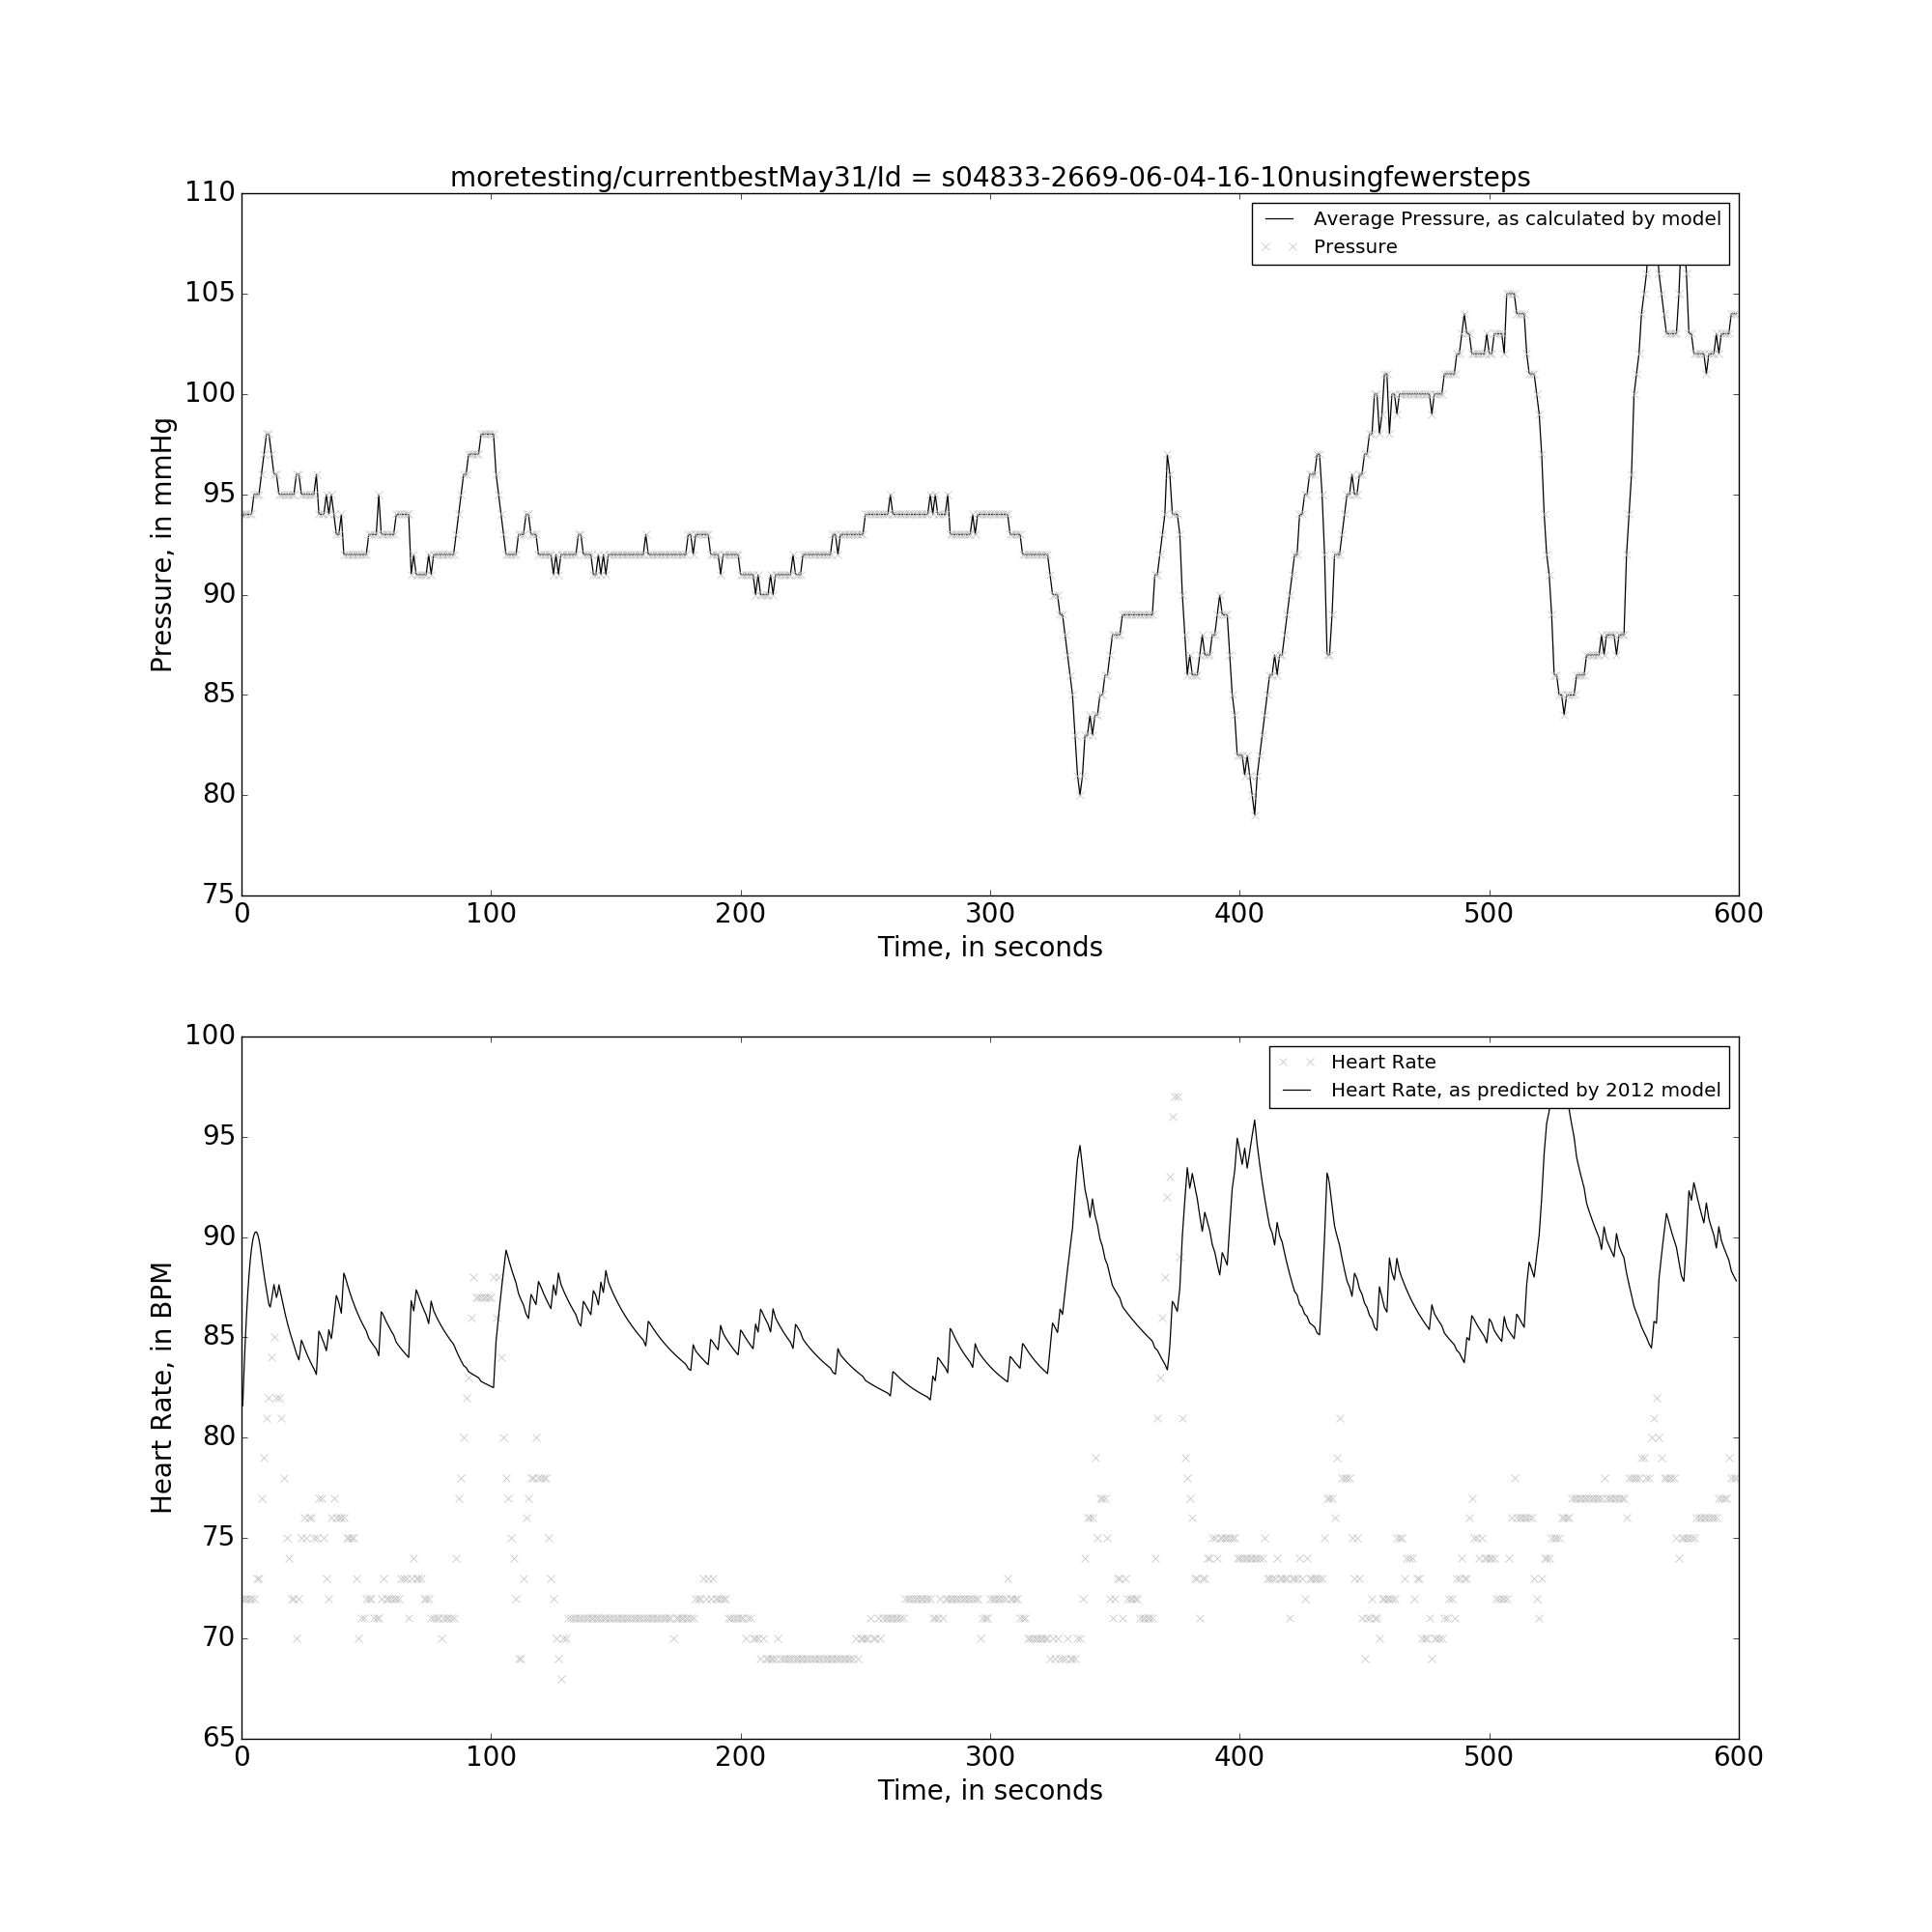 moretesting/currentbestMay31/Id = s04833-2669-06-04-16-10nusingfewersteps
110
105
100
95
90
85
80
75
Pressure, in mmHg
Average Pressure, as calculated by model
Pressure
0 100 200 300 400 500 600
Time, in seconds
100
95
90
85
80
75
70
65
Heart Rate, in BPM
Heart Rate
Heart Rate, as predicted by 2012 model
0 100 200 300 400 500 600
Time, in seconds